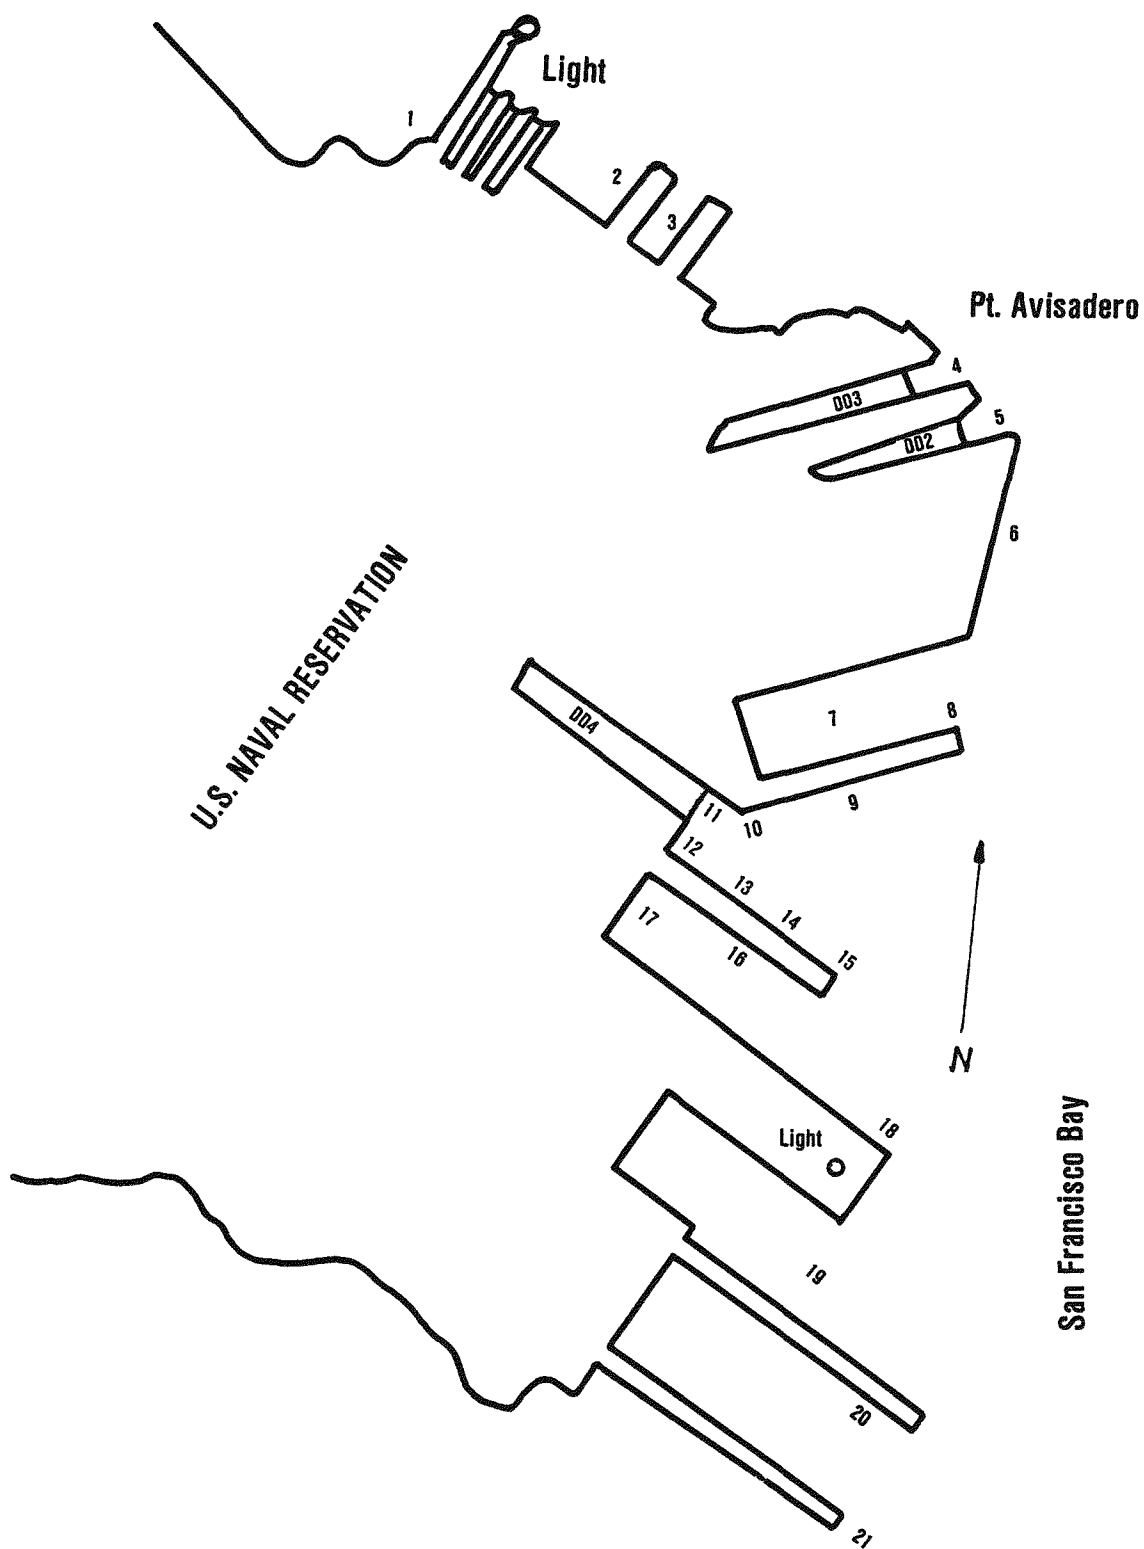 Light
1
2
3
Pt. Avisadero
4
DD3
5
DD2
6
U.S. NAVAL RESERVATION
7
8
DD4
9
11
10
12
13
14
15
17
16
N
18
Light
San Francisco Bay
19
20
21